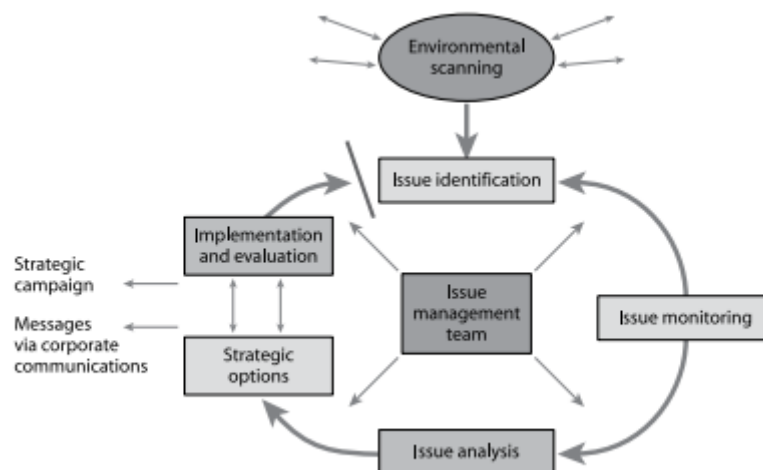 Environmental
scanning
Issue identification
Implementation
and evaluation
Strategic
campaign
Issue
management
team
Issue monitoring
Messages
via corporate
communications
Strategic
options
Issue analysis